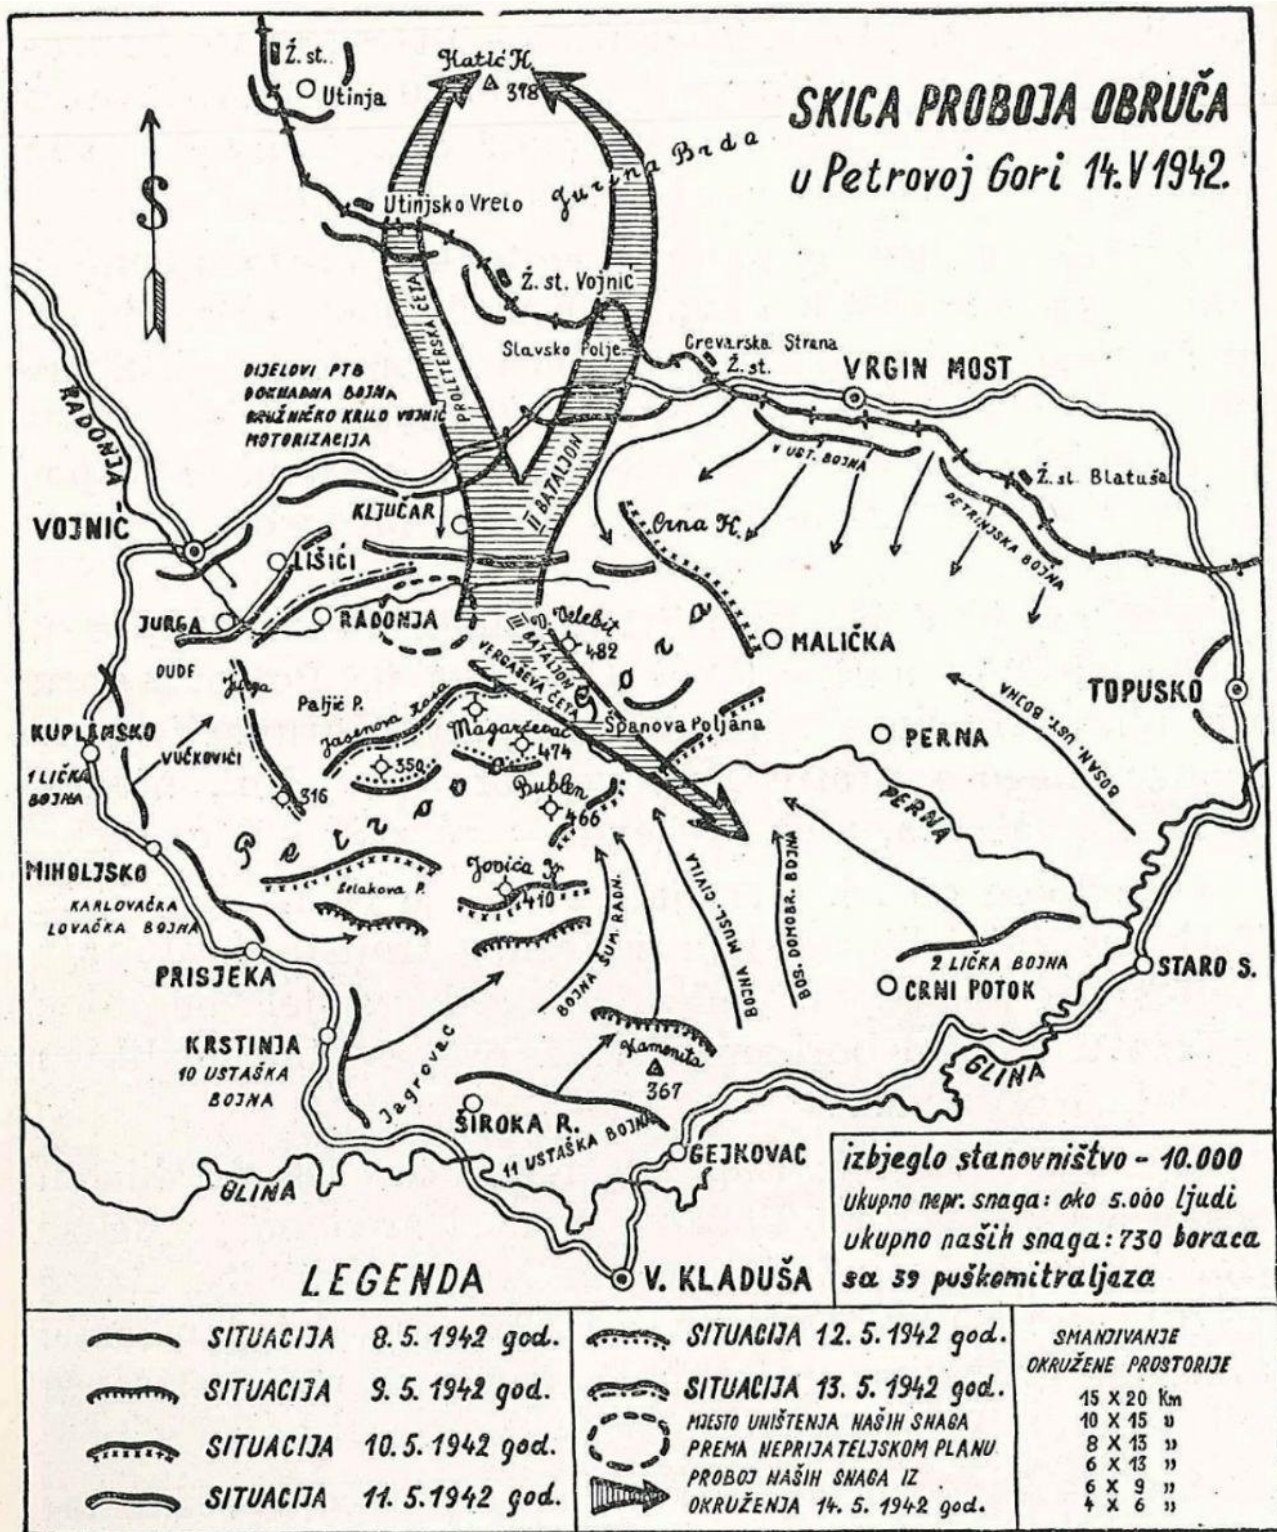 SKICA PROBOJA OBRUČA
u Petrovoj Gori 14. V 1942.
Ž. st.
Utinja
Katić K.
398
Jurina Brda
S
Utinjsko Vrelo
Ž. st. Vojnić
PROLETERSKA ČETA
Slavsko Polje
Crevarska Strana
Ž. st.
VRGIN MOST
RADONJA
DIJELOVI PTB
DOKNADNA BOJNA
ORUŽNIČKO KRILO VOJNIĆ
MOTORIZACIJA
II BATALJON
V UST. BOJNA
Ž. st. Blatuša
PETRINJSKA BOJNA
KLJUČAR
Crna K.
VOJNIĆ
LIŠIĆI
JURGA
RADONJA
V. Velebit
482
MALIČKA
III BATALJON
VERGAŠEVA ČETA
DUDE
Jurga
Paljić P.
Jasenova Kosa
Magarčevac
474
Španova Poljana
TOPUSKO
BOSAN. UST. BOJNA
KUPLENSKO
VUČKOVIĆI
1 LIČKA
BOJNA
350
PERNA
PERNA
316
Bublen
466
Petrova Gora
MIHOLJSKO
KARLOVAČKA
LOVAČKA BOJNA
Selakova P.
Jovića
410
BOJNA ŠUM. RADN.
BOJNA MUSL. CIVILA
BOS. DOMOBR. BOJNA
PRISJEKA
2 LIČKA BOJNA
STARO S.
CRNI POTOK
KRSTINJA
10 USTAŠKA
BOJNA
Jagrovac
Kamenita
367
GLINA
ŠIROKA R.
11 USTAŠKA BOJNA
GEJKOVAC
GLINA
V. KLADUŠA
izbjeglo stanovništvo - 10.000
ukupno nepr. snaga: oko 5.000 ljudi
ukupno naših snaga: 730 boraca
sa 39 puškomitraljeza
LEGENDA
SITUACIJA 8. 5. 1942 god.
SITUACIJA 9. 5. 1942 god.
SITUACIJA 10. 5. 1942 god.
SITUACIJA 11. 5. 1942 god.
SITUACIJA 12. 5. 1942 god.
SITUACIJA 13. 5. 1942 god.
MJESTO UNIŠTENJA NAŠIH SNAGA
PREMA NEPRIJATELJSKOM PLANU
PROBOJ NAŠIH SNAGA IZ
OKRUŽENJA 14. 5. 1942 god.
SMANJIVANJE
OKRUŽENE PROSTORIJE
15 X 20 Km
10 X 15 "
8 X 13 "
6 X 13 "
6 X 9 "
4 X 6 "